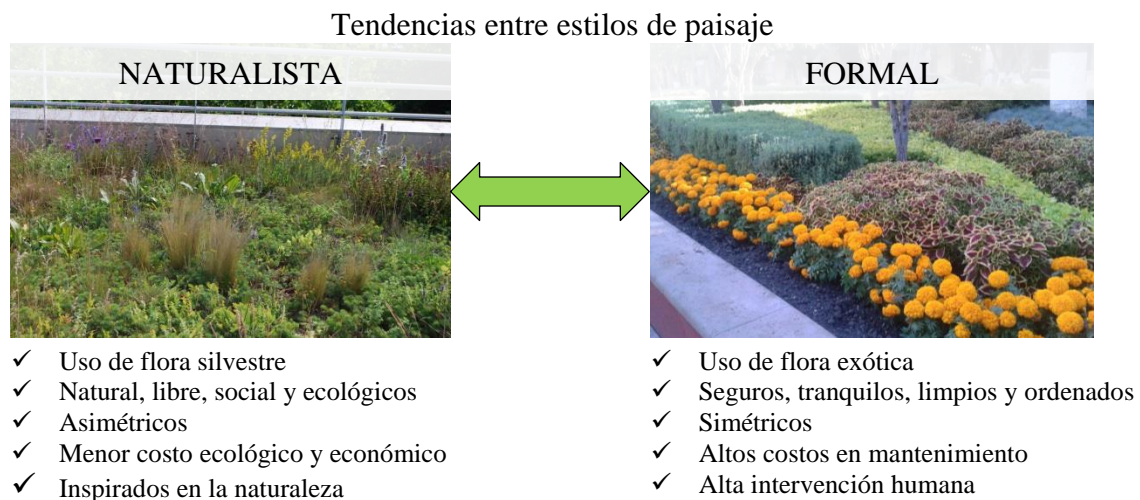 Tendencias entre estilos de paisaje
NATURALISTA
✓ Uso de flora silvestre
✓ Natural, libre, social y ecológicos
✓ Asimétricos
✓ Menor costo ecológico y económico
✓ Inspirados en la naturaleza
FORMAL
✓ Uso de flora exótica
✓ Seguros, tranquilos, limpios y ordenados
✓ Simétricos
✓ Altos costos en mantenimiento
✓ Alta intervención humana